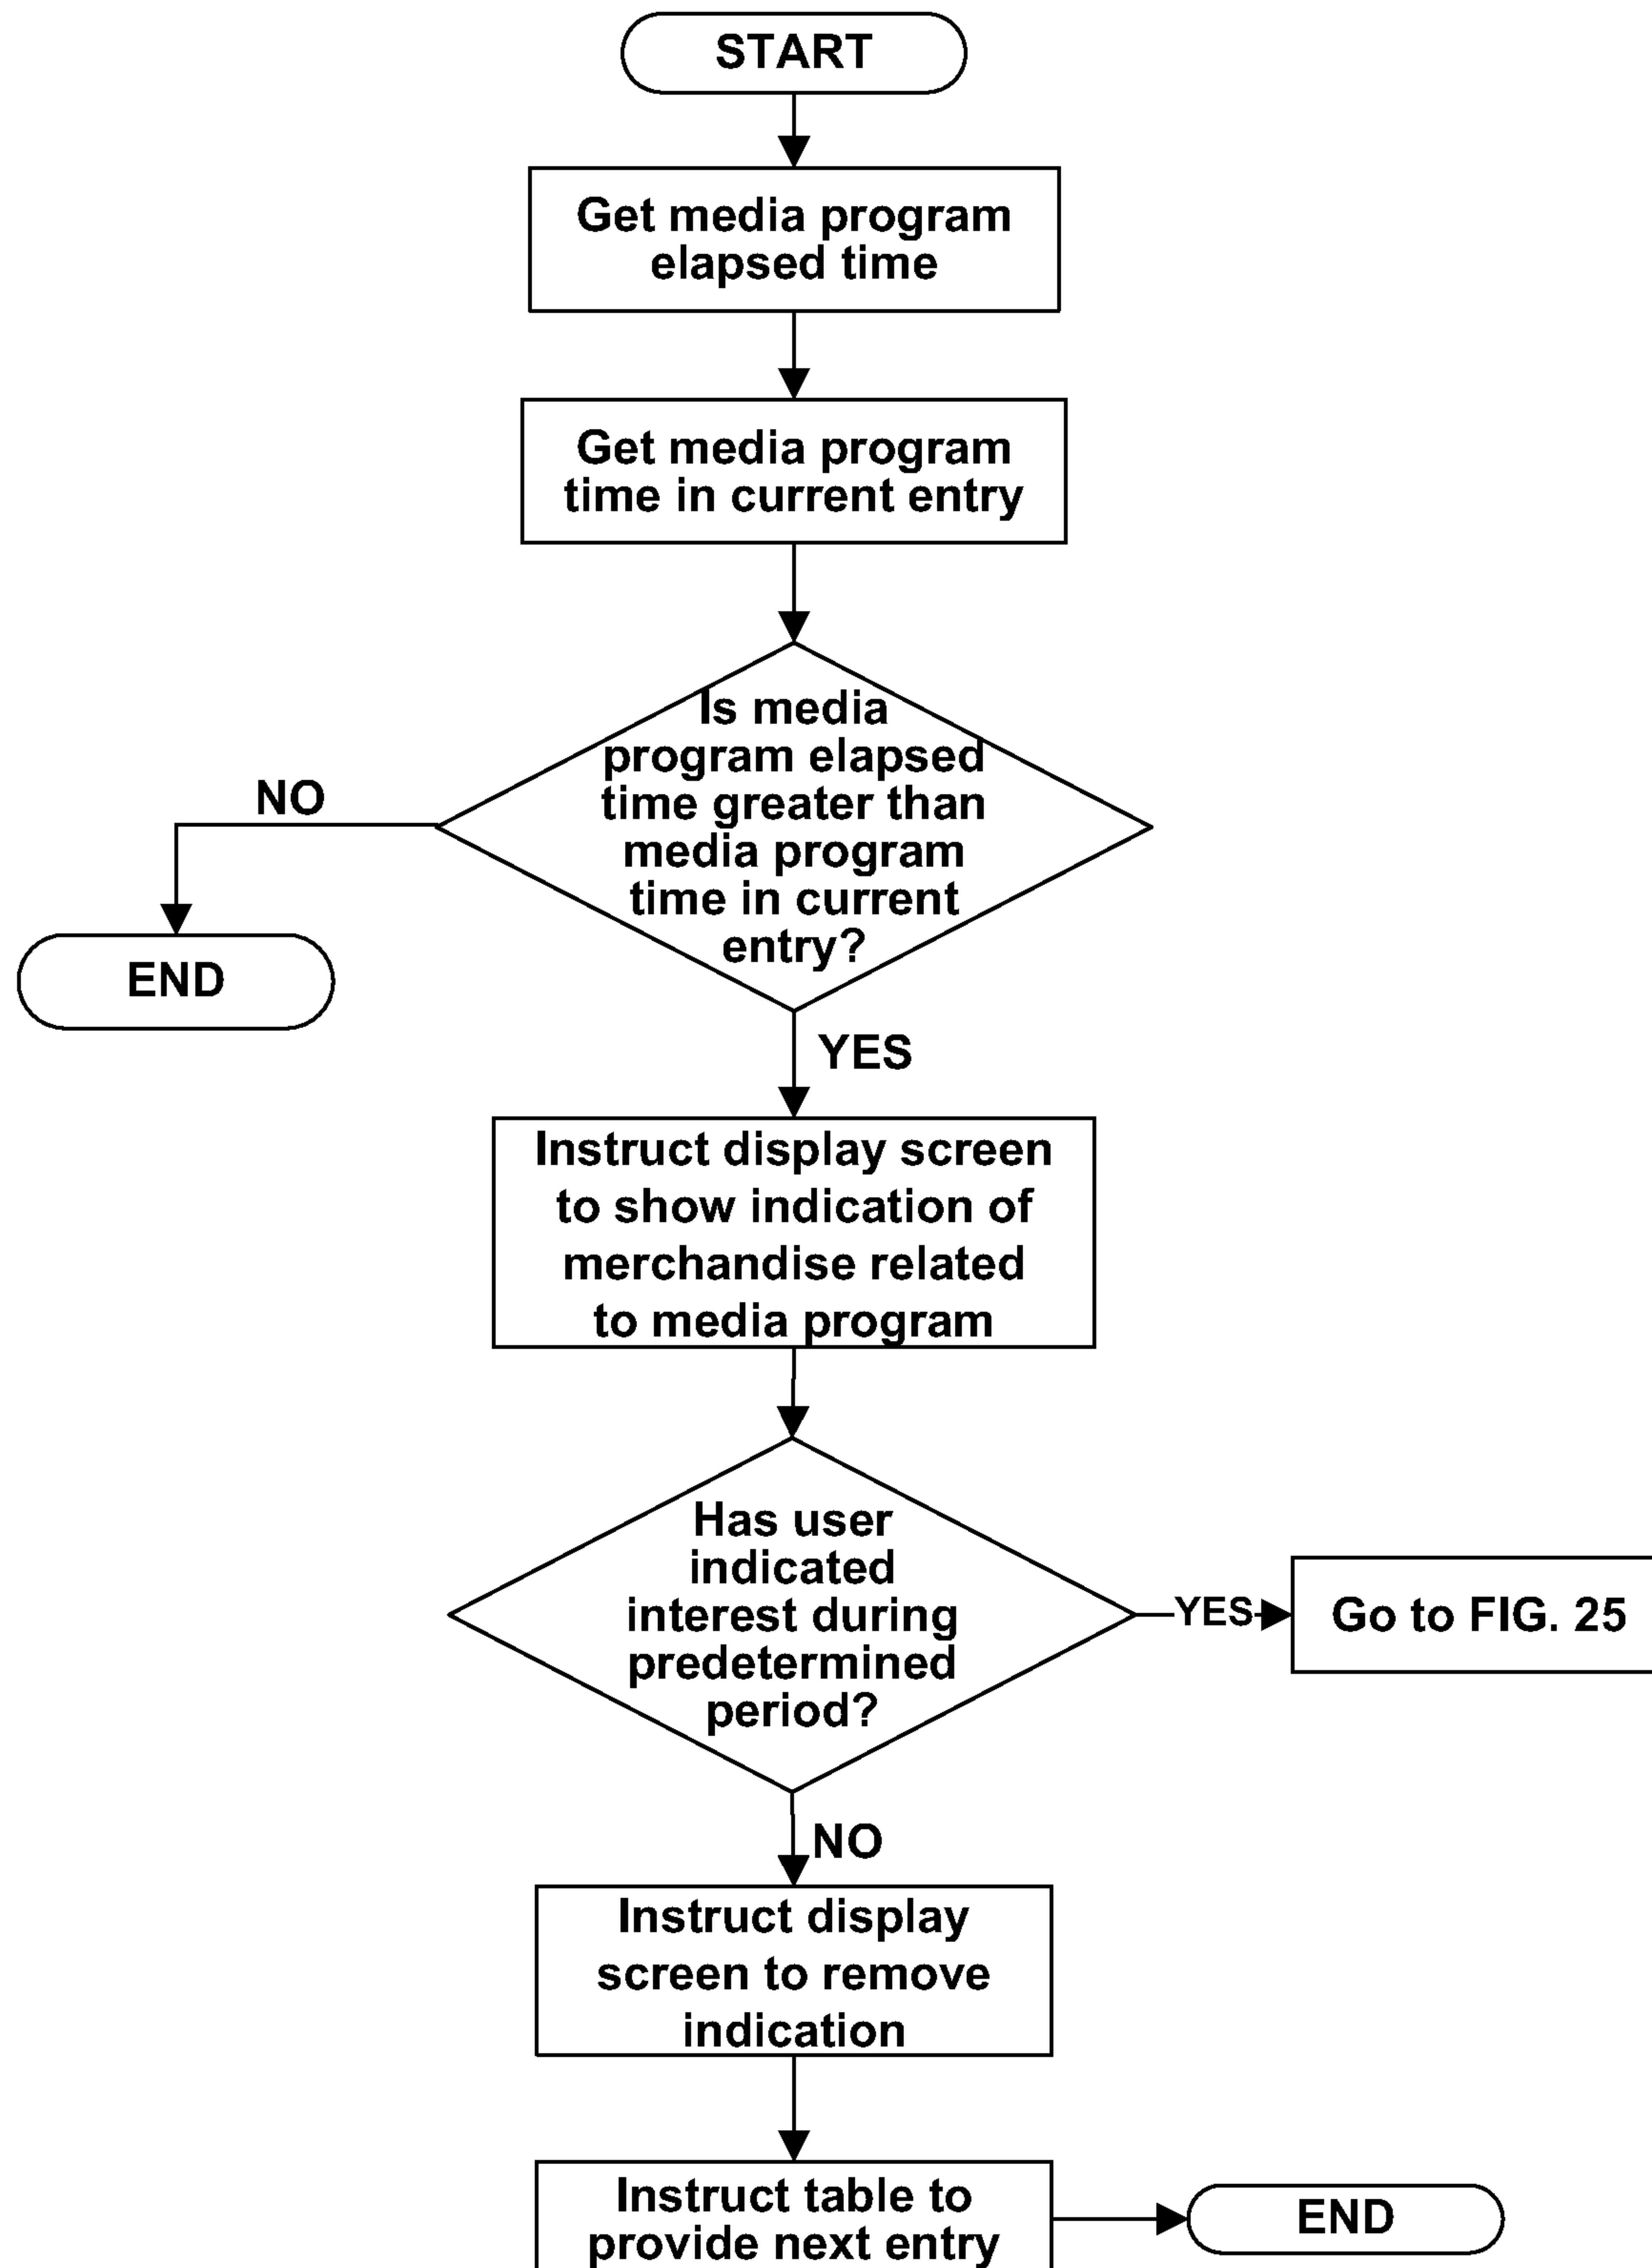 START
Get media program
elapsed time
Get media program
time in current entry
Is media
program elapsed
time greater than
media program
time in current
entry?
NO
END
YES
Instruct display screen
to show indication of
merchandise related
to media program
Has user
indicated
interest during
predetermined
period?
YES
Go to FIG. 25
NO
Instruct display
screen to remove
indication
Instruct table to
provide next entry
END